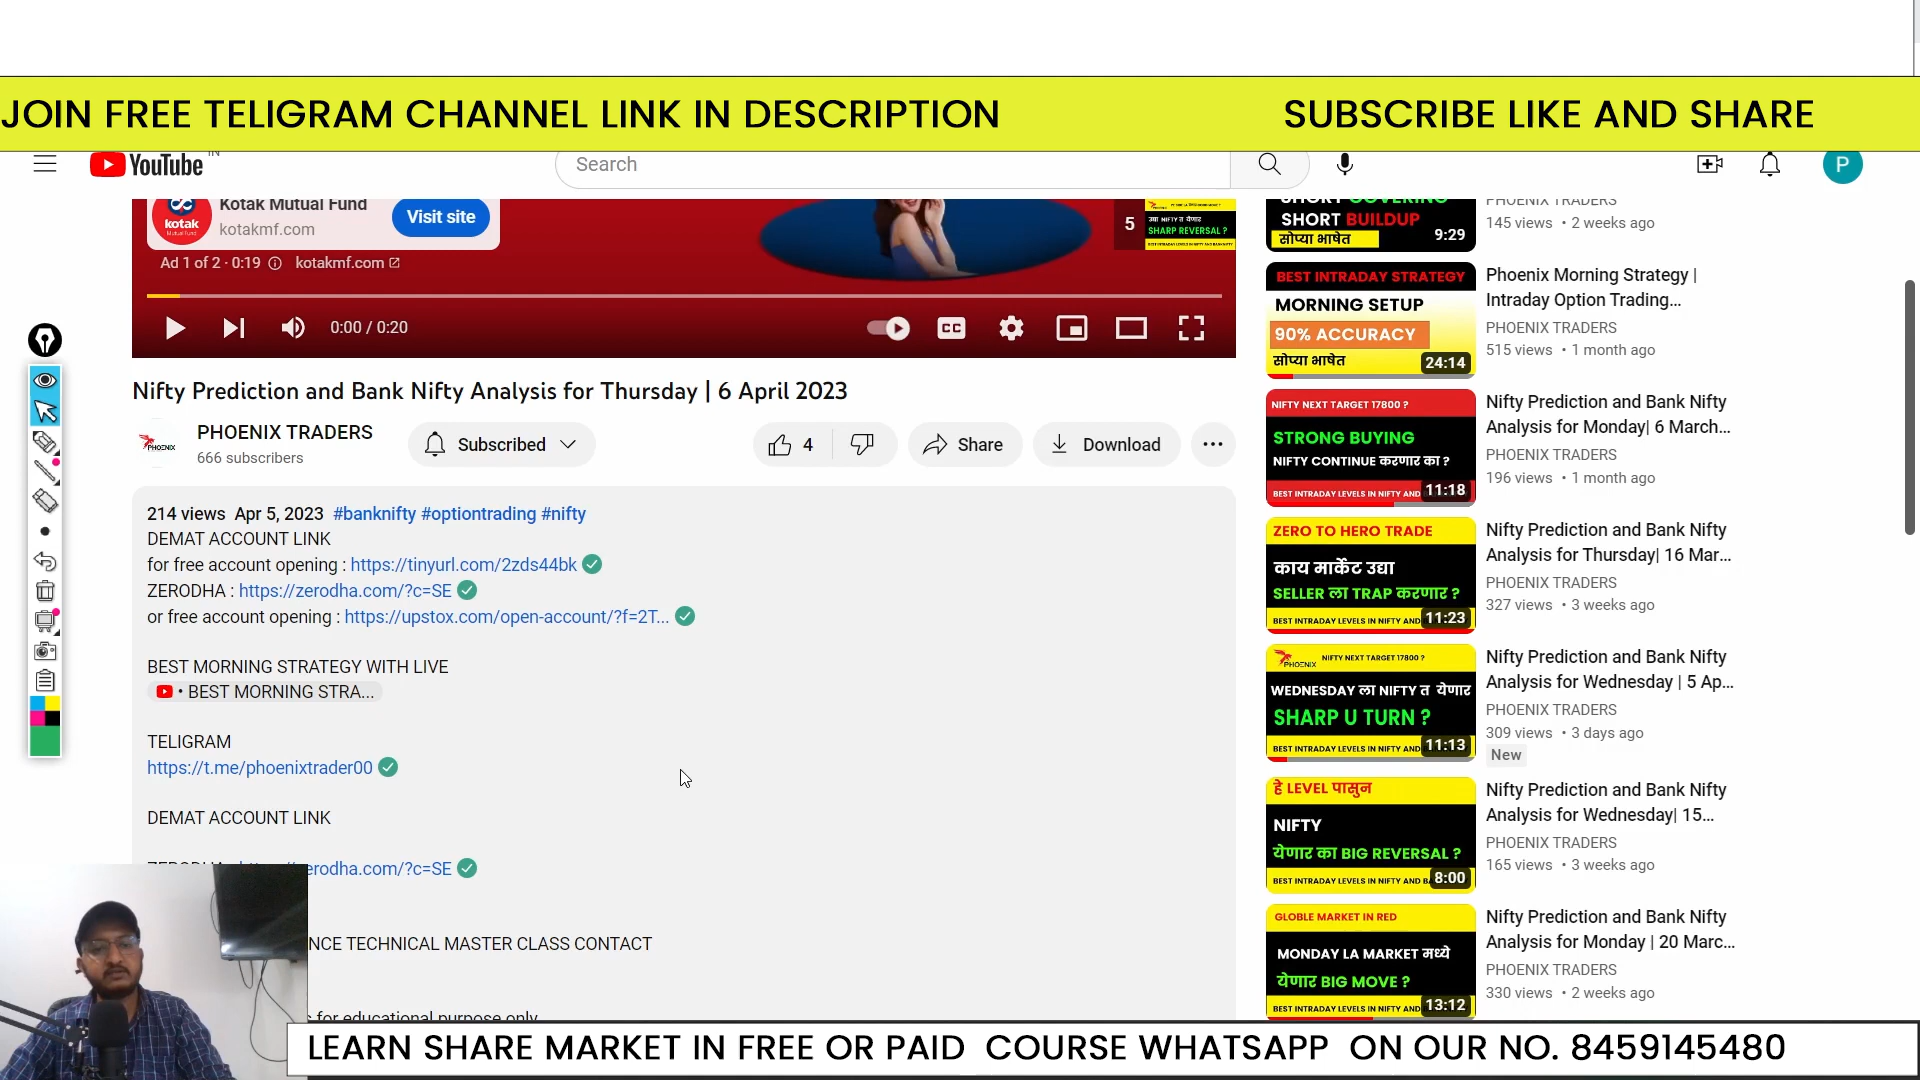 JOIN FREE TELIGRAM CHANNEL LINK IN DESCRIPTION
SUBSCRIBE LIKE AND SHARE
YouTube
Search
P
kotak
Kotak Mutual Fund
kotakmf.com
Visit site
5
SHARP REVERSAL ?
Ad 1 of 2 · 0:19
kotakmf.com
0:00 / 0:20
CC
Nifty Prediction and Bank Nifty Analysis for Thursday | 6 April 2023
PHOENIX
PHOENIX TRADERS
666 subscribers
Subscribed
4
Share
Download
214 views Apr 5, 2023 #banknifty #optiontrading #nifty
DEMAT ACCOUNT LINK
for free account opening : https://tinyurl.com/2zds44bk
ZERODHA : https://zerodha.com/?c=SE
or free account opening : https://upstox.com/open-account/?f=2T...
BEST MORNING STRATEGY WITH LIVE
• BEST MORNING STRA...
TELIGRAM
https://t.me/phoenixtrader00
DEMAT ACCOUNT LINK
erodha.com/?c=SE
NCE TECHNICAL MASTER CLASS CONTACT
for educational purpose only
SHORT COVERING
SHORT BUILDUP
सोप्या भाषेत
9:29
PHOENIX TRADERS
145 views • 2 weeks ago
BEST INTRADAY STRATEGY
MORNING SETUP
90% ACCURACY
सोप्या भाषेत
24:14
Phoenix Morning Strategy |
Intraday Option Trading...
PHOENIX TRADERS
515 views • 1 month ago
NIFTY NEXT TARGET 17800 ?
STRONG BUYING
NIFTY CONTINUE करणार का ?
BEST INTRADAY LEVELS IN NIFTY AND
11:18
Nifty Prediction and Bank Nifty
Analysis for Monday| 6 March...
PHOENIX TRADERS
196 views • 1 month ago
ZERO TO HERO TRADE
काय मार्केट उद्या
SELLER ला TRAP करणार ?
BEST INTRADAY LEVELS IN NIFTY AND
11:23
Nifty Prediction and Bank Nifty
Analysis for Thursday| 16 Mar...
PHOENIX TRADERS
327 views • 3 weeks ago
PHOENIX
NIFTY NEXT TARGET 17800 ?
WEDNESDAY ला NIFTY त येणार
SHARP U TURN ?
BEST INTRADAY LEVELS IN NIFTY AND
11:13
Nifty Prediction and Bank Nifty
Analysis for Wednesday | 5 Ap...
PHOENIX TRADERS
309 views • 3 days ago
New
हे LEVEL पासुन
NIFTY
येणार का BIG REVERSAL ?
BEST INTRADAY LEVELS IN NIFTY AND B
8:00
Nifty Prediction and Bank Nifty
Analysis for Wednesday| 15...
PHOENIX TRADERS
165 views • 3 weeks ago
GLOBLE MARKET IN RED
MONDAY LA MARKET मध्ये
येणार BIG MOVE ?
BEST INTRADAY LEVELS IN NIFTY AND
13:12
Nifty Prediction and Bank Nifty
Analysis for Monday | 20 Marc...
PHOENIX TRADERS
330 views • 2 weeks ago
LEARN SHARE MARKET IN FREE OR PAID COURSE WHATSAPP ON OUR NO. 8459145480